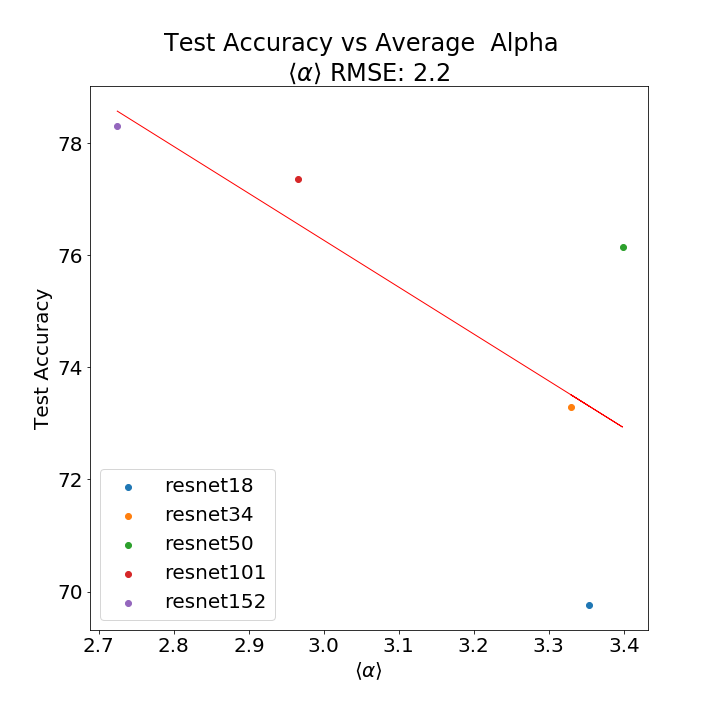 Test Accuracy vs Average  Alpha
⟨α⟩ RMSE: 2.2
Test Accuracy
78
76
74
72
70
resnet18
resnet34
resnet50
resnet101
resnet152
2.7 2.8 2.9 3.0 3.1 3.2 3.3 3.4
⟨α⟩